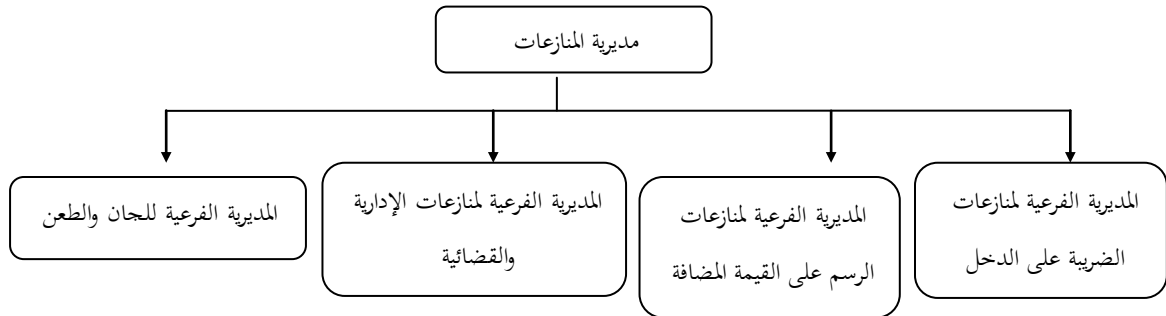 مديرية المنازعات
المديرية الفرعية لمنازعات
الضريبة على الدخل
المديرية الفرعية لمنازعات
الرسم على القيمة المضافة
المديرية الفرعية لمنازعات الإدارية
والقضائية
المديرية الفرعية للجان والطعن